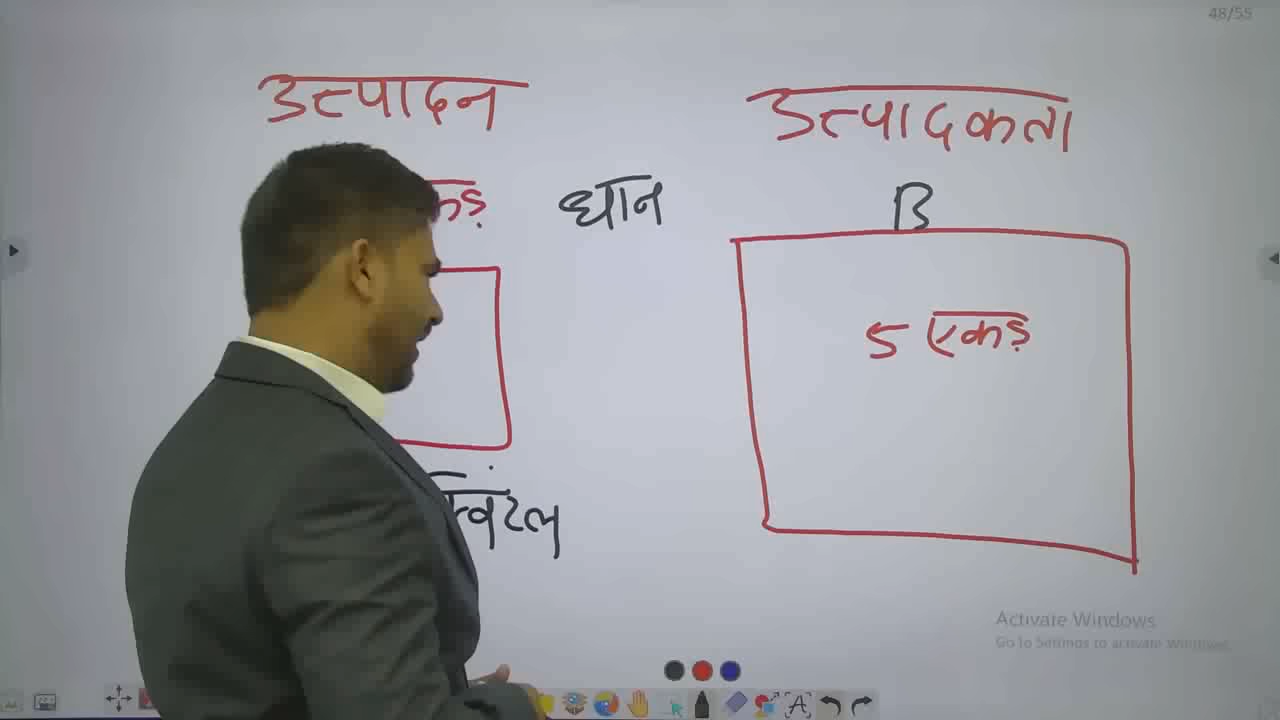 48/55
उत्पादन
उत्पादकता
धान
B
5 एकड़
Activate Windows
Go to Settings to activate Windows.